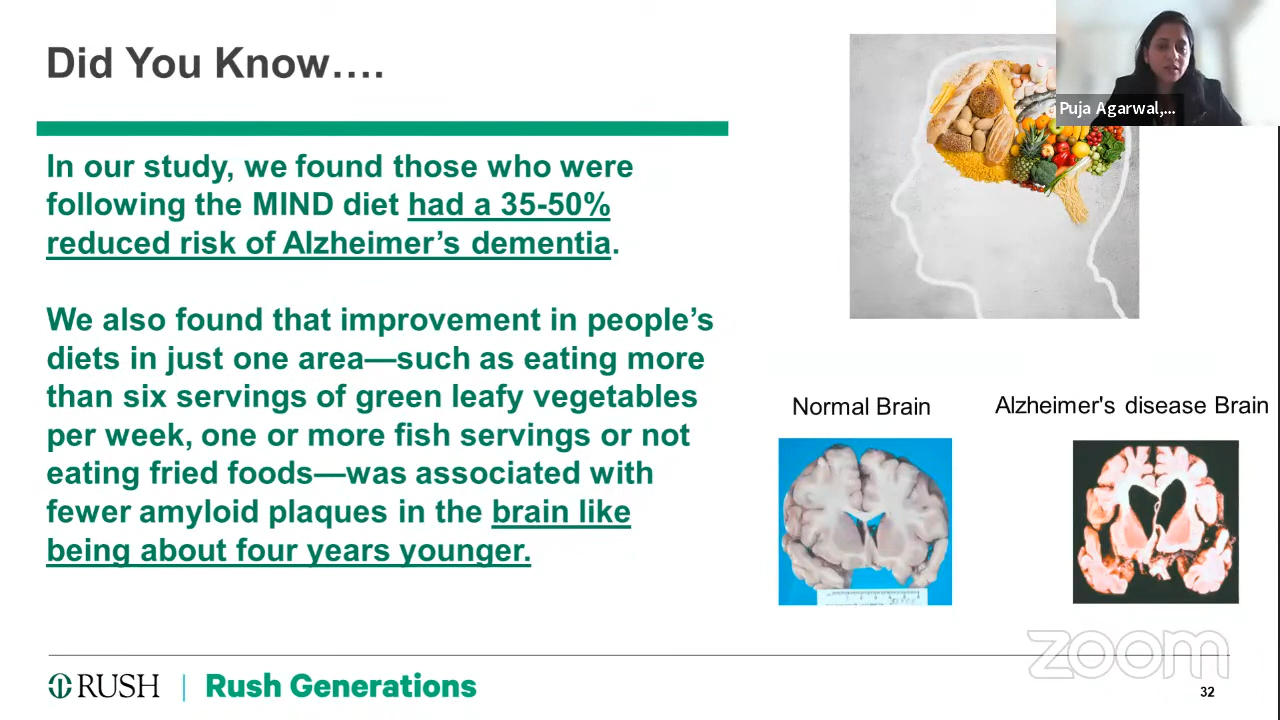 Did You Know….
Puja Agarwal,...
In our study, we found those who were
following the MIND diet had a 35-50%
reduced risk of Alzheimer’s dementia.
We also found that improvement in people’s
diets in just one area—such as eating more
than six servings of green leafy vegetables
per week, one or more fish servings or not
eating fried foods—was associated with
fewer amyloid plaques in the brain like
being about four years younger.
Normal Brain
Alzheimer's disease Brain
zoom
RUSH | Rush Generations
32